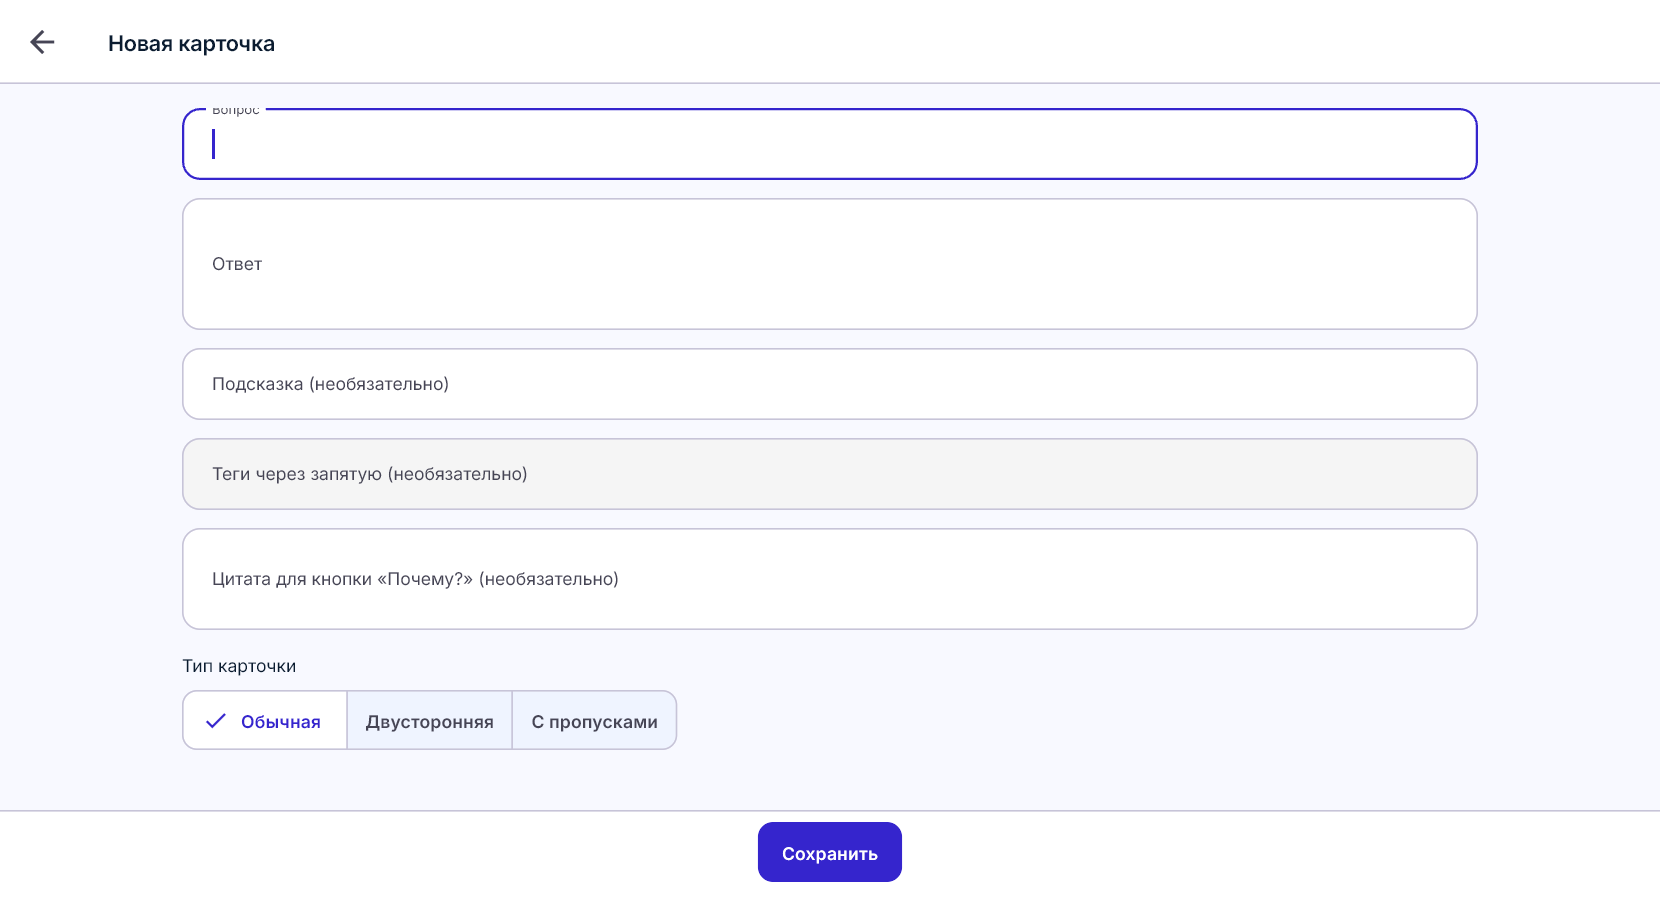 Новая карточка
Вопрос
Ответ
Подсказка (необязательно)
Теги через запятую (необязательно)
Цитата для кнопки «Почему?» (необязательно)
Тип карточки
Обычная Двусторонняя С пропусками
Сохранить